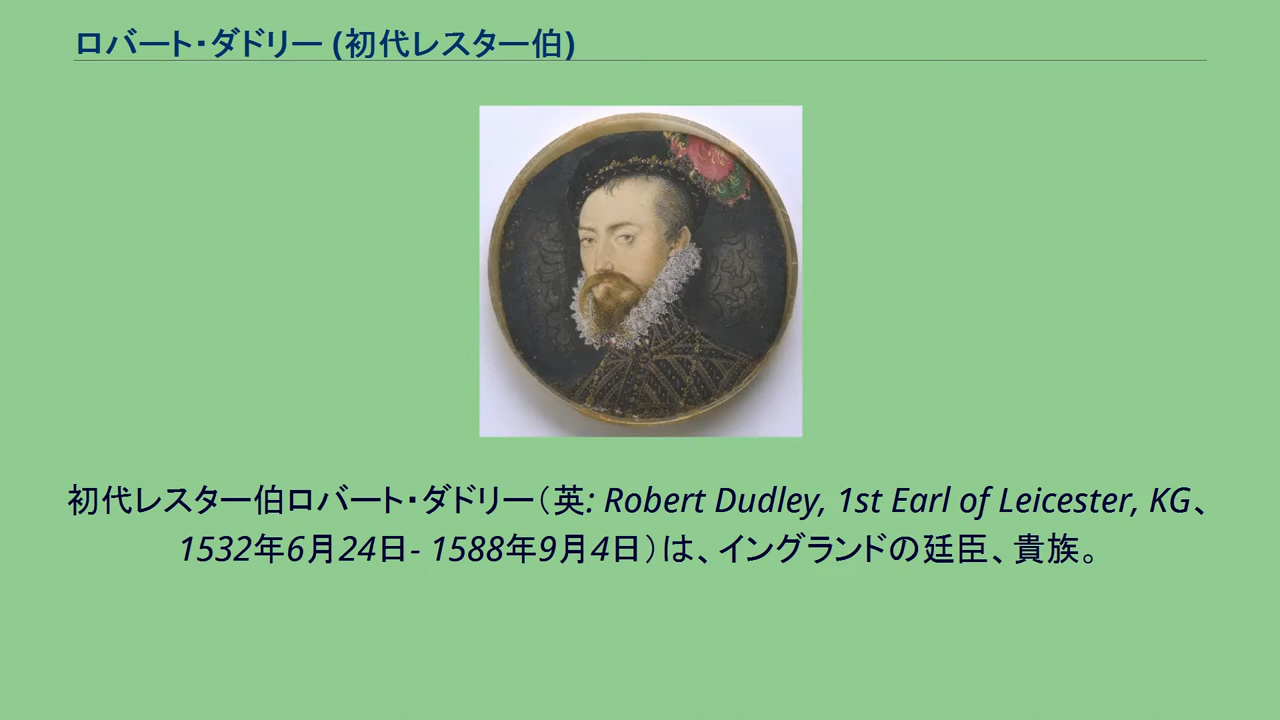 ロバート・ダドリー (初代レスター伯)
初代レスター伯ロバート・ダドリー（英: Robert Dudley, 1st Earl of Leicester, KG、
1532年6月24日- 1588年9月4日）は、イングランドの廷臣、貴族。